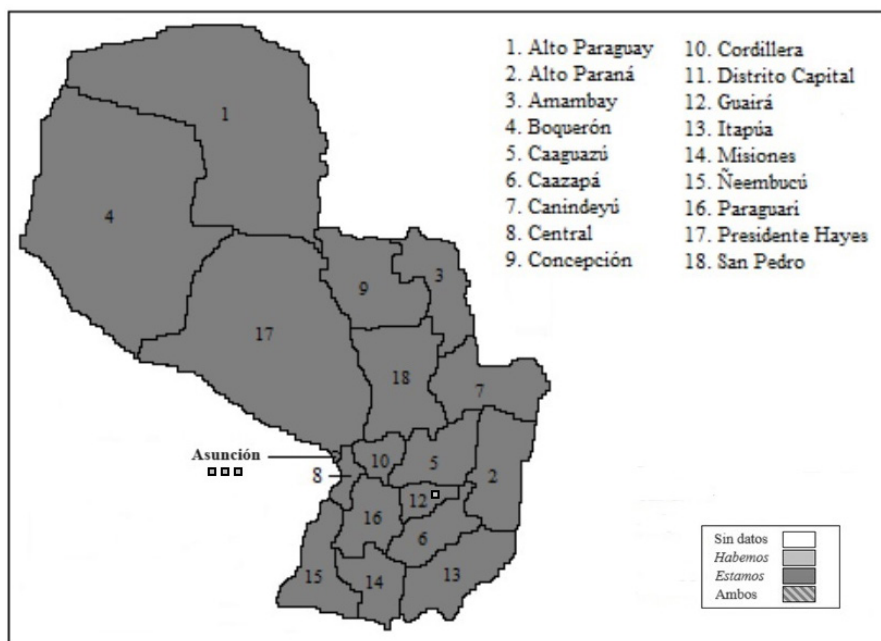 1. Alto Paraguay
2. Alto Paraná
3. Amambay
4. Boquerón
5. Caaguazú
6. Caazapá
7. Canindeyú
8. Central
9. Concepción
10. Cordillera
11. Distrito Capital
12. Guairá
13. Itapúa
14. Misiones
15. Ñeembucú
16. Paraguari
17. Presidente Hayes
18. San Pedro
1
4
3
9
17
18
7
Asunción
10
5
8
2
12
16
6
15
14
13
Sin datos
Habemos
Estamos
Ambos